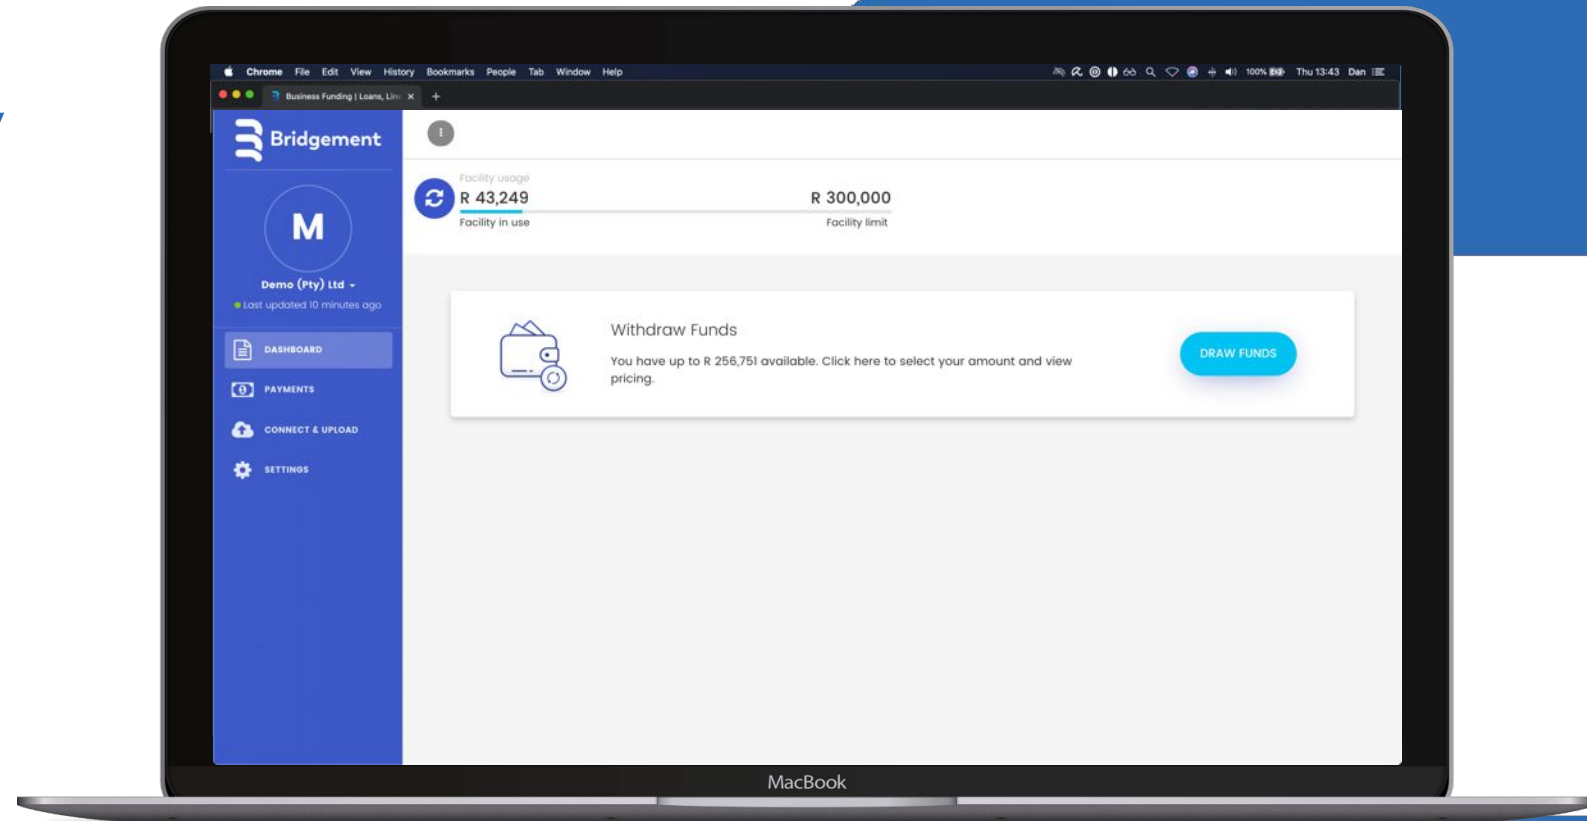 Chrome File Edit View History Bookmarks People Tab Window Help 100% Thu 13:43 Dan
Business Funding | Loans, Line
Bridgement
M
Demo (Pty) Ltd
Last updated 10 minutes ago
DASHBOARD
PAYMENTS
CONNECT & UPLOAD
SETTINGS
Facility usage
R 43,249 R 300,000
Facility in use Facility limit
Withdraw Funds
You have up to R 256,751 available. Click here to select your amount and view
pricing.
DRAW FUNDS
MacBook